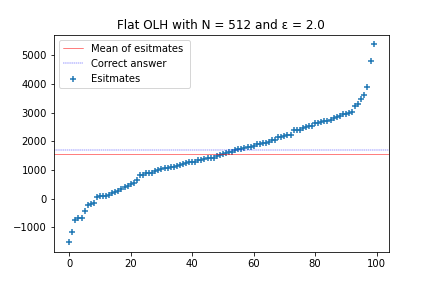 Flat OLH with N = 512 and ε = 2.0
Mean of esitmates
Correct answer
Esitmates
5000
4000
3000
2000
1000
0
−1000
0 20 40 60 80 100